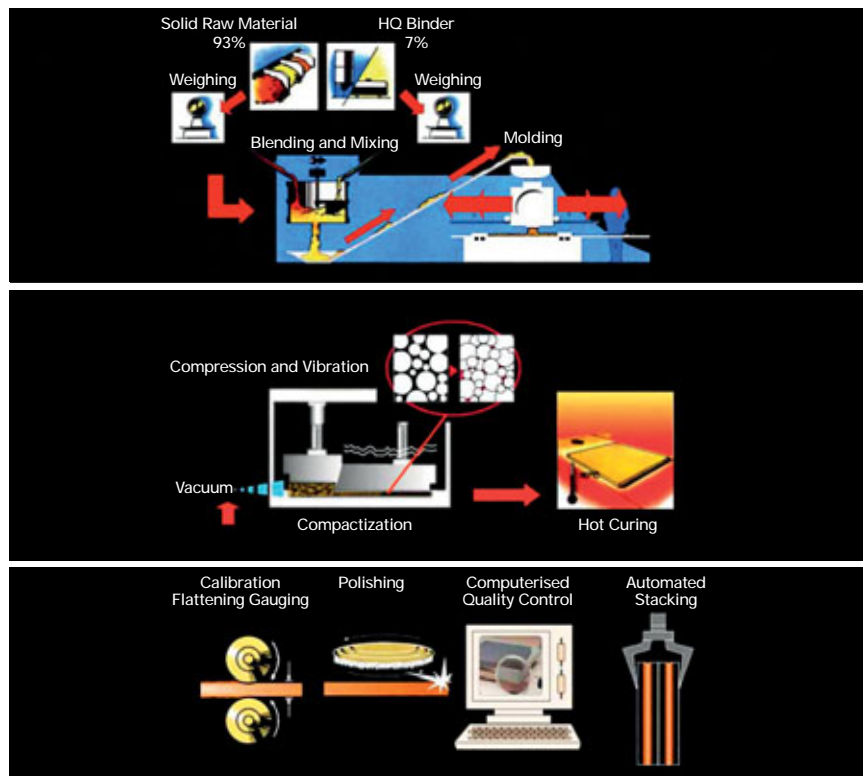 Solid Raw Material
93%
HQ Binder
7%
Weighing
Weighing
Blending and Mixing
Molding
Compression and Vibration
Vacuum
Compactization
Hot Curing
Calibration
Flattening Gauging
Polishing
Computerised
Quality Control
Automated
Stacking